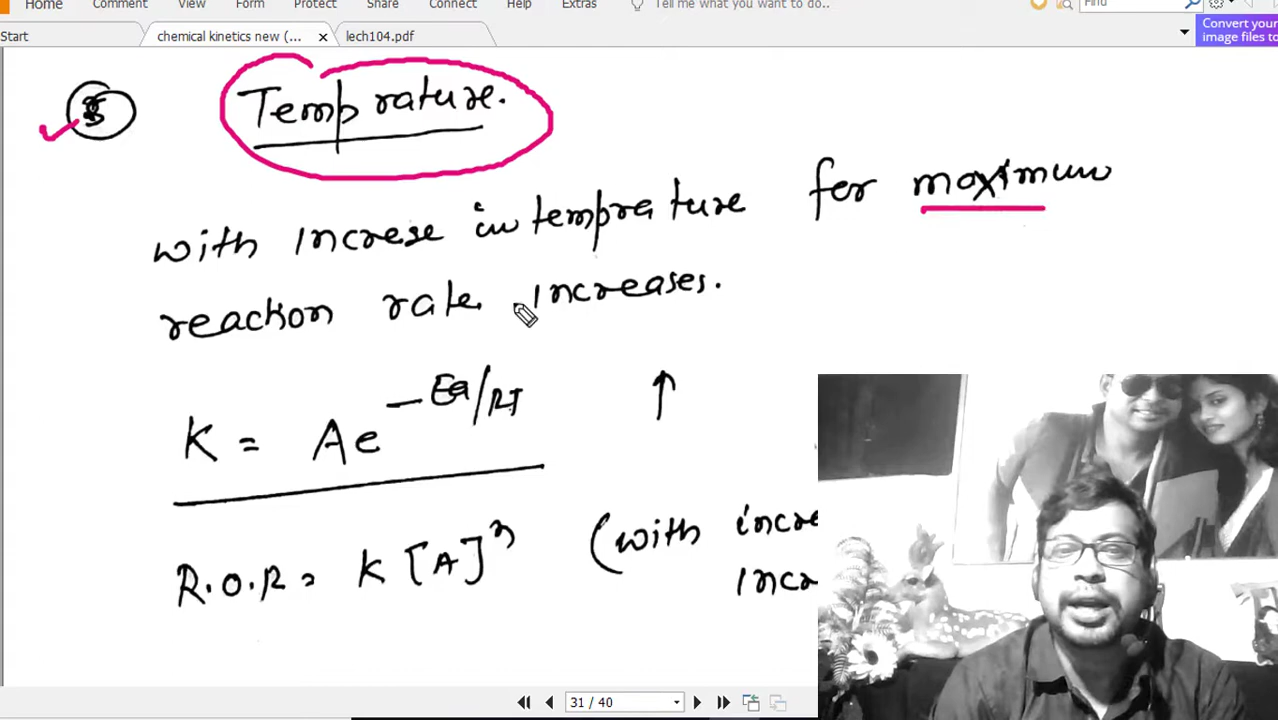 Home Comment View Form Protect Share Connect Help Extras Tell me what you want to do.. Find
Start chemical kinetics new (... x lech104.pdf
Convert your
image files to
Temprature.
with increse in temprature for maximum
reaction rate increases.
K = Ae –Ea/RT ↑
R.O.R = K [A]n (with incre
incre
31 / 40